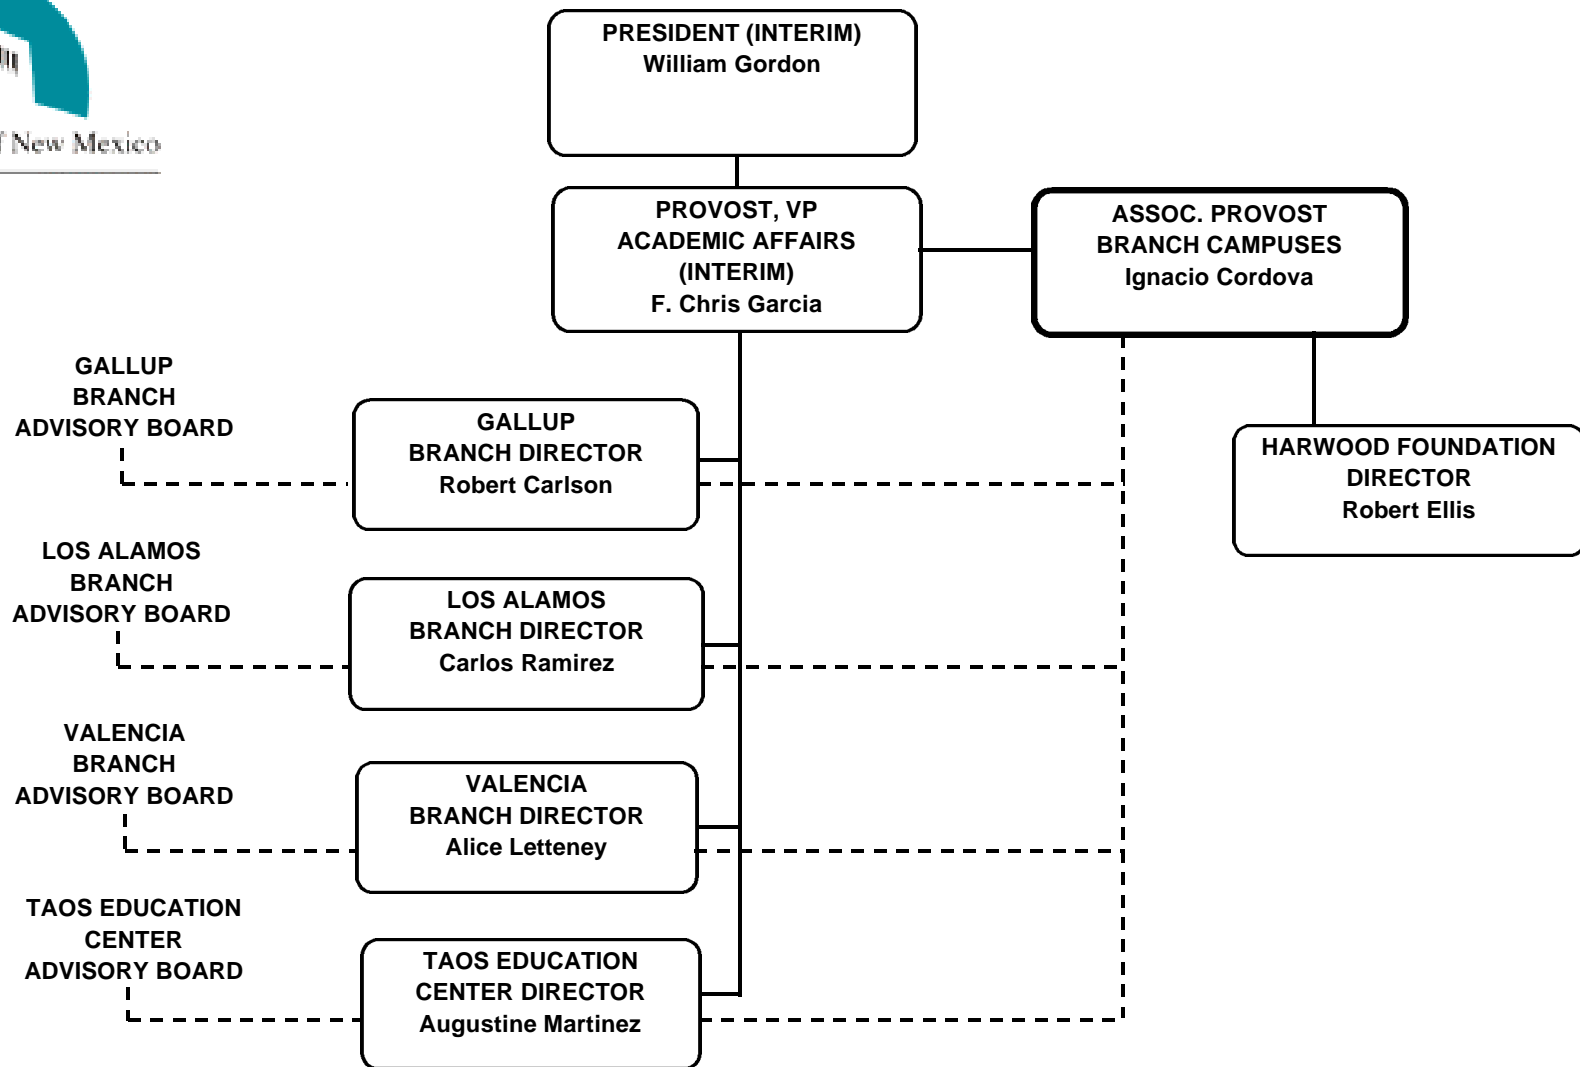 f New Mexico
PRESIDENT (INTERIM)
William Gordon
PROVOST, VP
ACADEMIC AFFAIRS
(INTERIM)
F. Chris Garcia
ASSOC. PROVOST
BRANCH CAMPUSES
Ignacio Cordova
GALLUP
BRANCH
ADVISORY BOARD
GALLUP
BRANCH DIRECTOR
Robert Carlson
HARWOOD FOUNDATION
DIRECTOR
Robert Ellis
LOS ALAMOS
BRANCH
ADVISORY BOARD
LOS ALAMOS
BRANCH DIRECTOR
Carlos Ramirez
VALENCIA
BRANCH
ADVISORY BOARD
VALENCIA
BRANCH DIRECTOR
Alice Letteney
TAOS EDUCATION
CENTER
ADVISORY BOARD
TAOS EDUCATION
CENTER DIRECTOR
Augustine Martinez